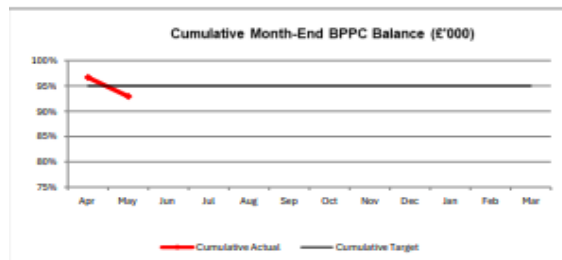 Cumulative Month-End BPPC Balance (£'000)
100%
95%
90%
85%
80%
75%
Apr May Jun Jul Aug Sep Oct Nov Dec Jan Feb Mar
Cumulative Actual Cumulative Target